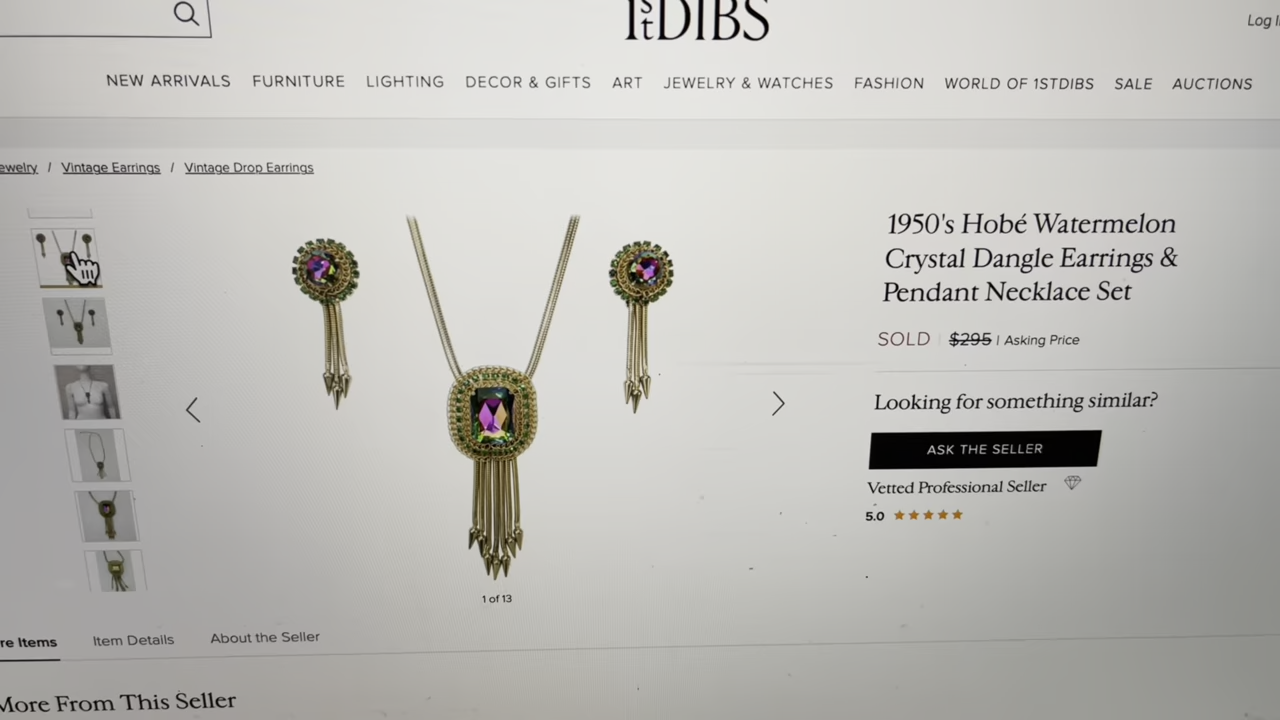 1stDIBS
Log I
NEW ARRIVALS FURNITURE LIGHTING DECOR & GIFTS ART JEWELRY & WATCHES FASHION WORLD OF 1STDIBS SALE AUCTIONS
ewelry / Vintage Earrings / Vintage Drop Earrings
1950's Hobé Watermelon
Crystal Dangle Earrings &
Pendant Necklace Set
SOLD | $295 | Asking Price
Looking for something similar?
ASK THE SELLER
Vetted Professional Seller
5.0
1 of 13
re Items Item Details About the Seller
More From This Seller